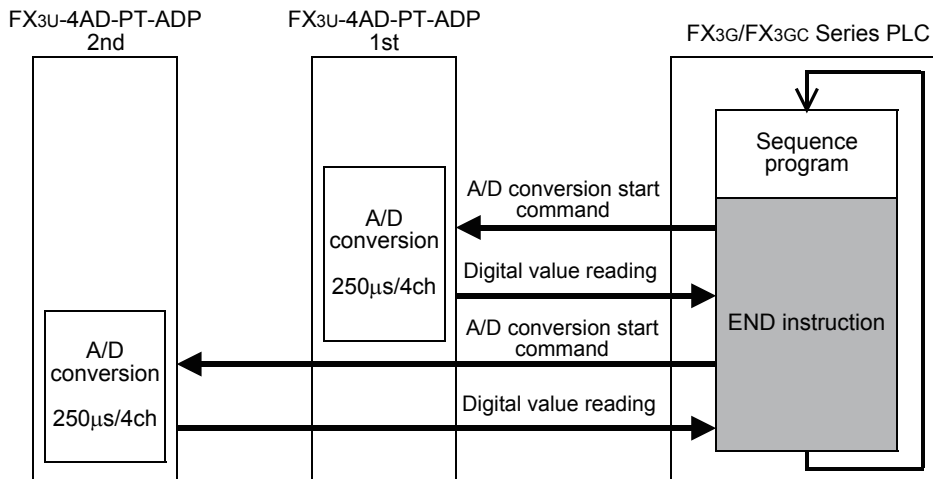 FX3U-4AD-PT-ADP
2nd
FX3U-4AD-PT-ADP
1st
FX3G/FX3GC Series PLC
Sequence
program
A/D conversion start
command
A/D
conversion
250μs/4ch
Digital value reading
END instruction
A/D conversion start
command
A/D
conversion
250μs/4ch
Digital value reading